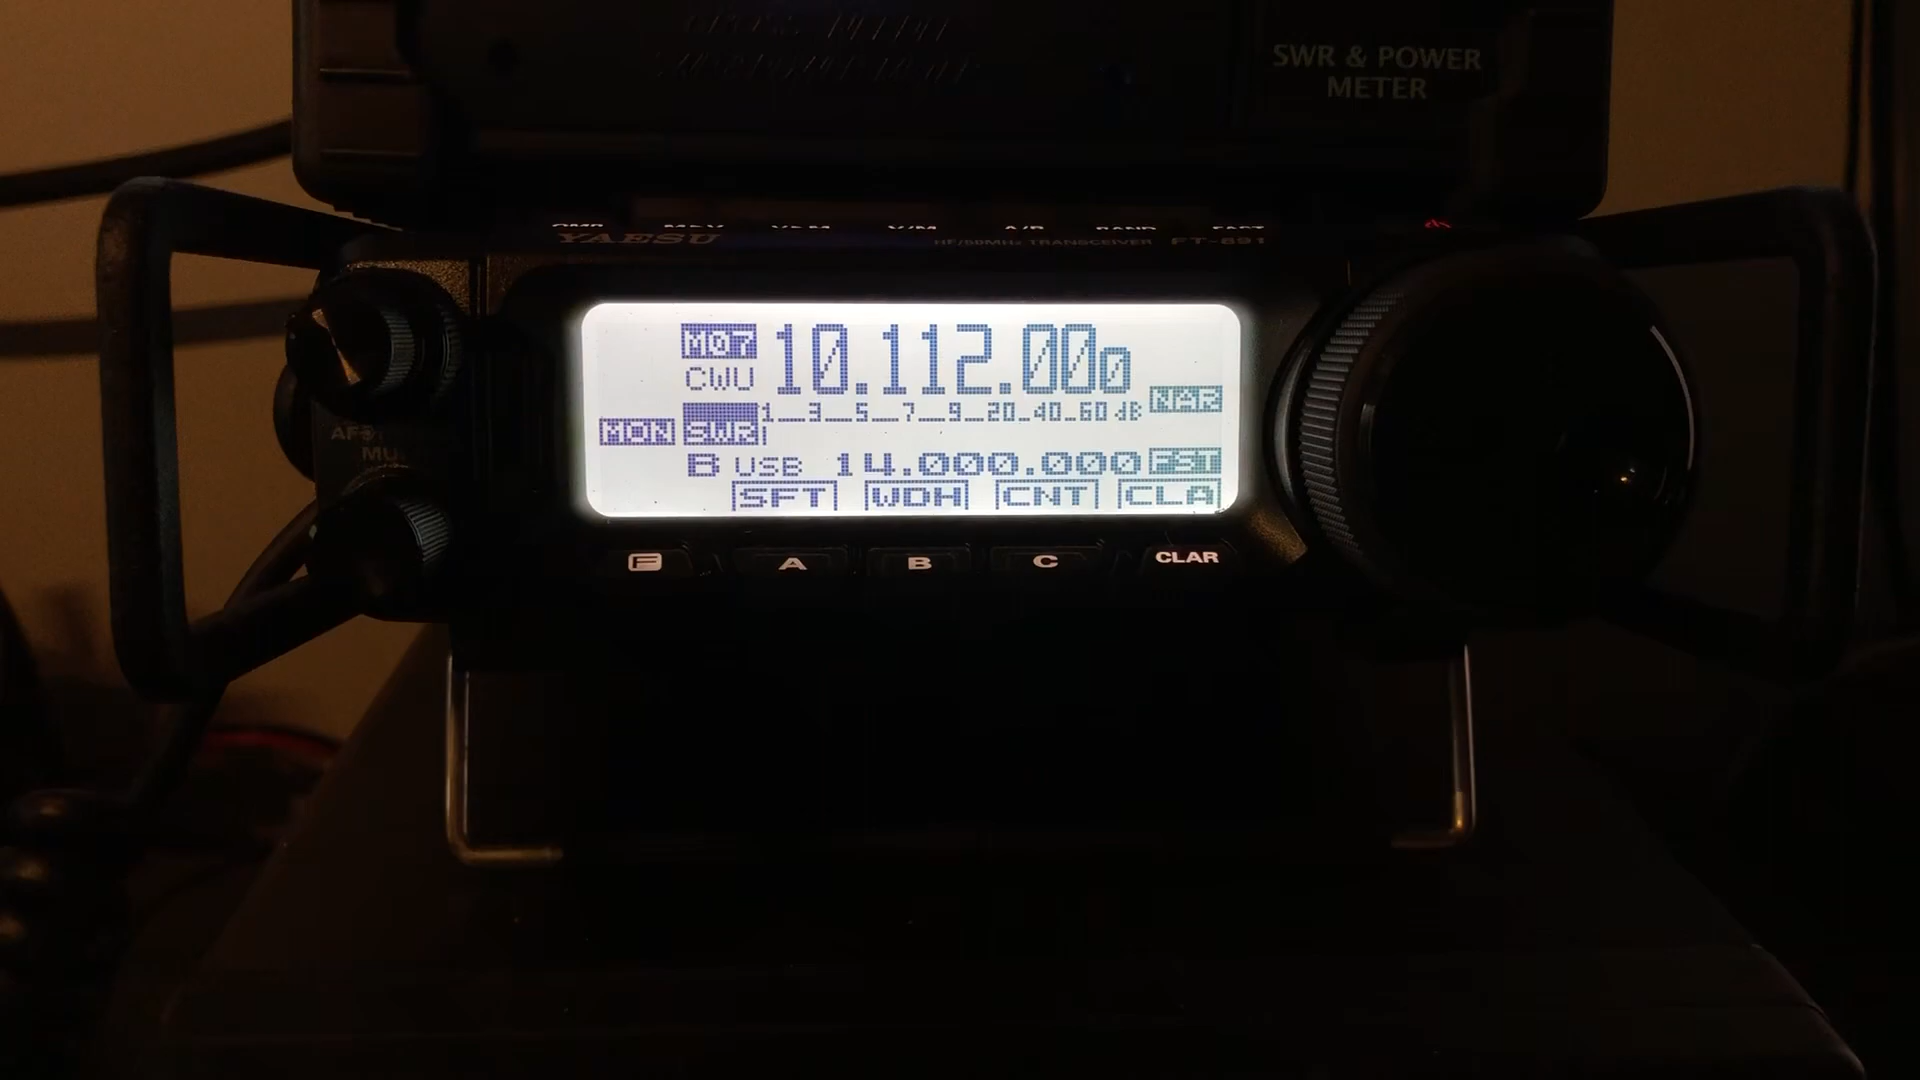 SWR & POWER
METER
YAESU HF/50MHz TRANSCEIVER FT-891
M07 10.112.000
CWU
NAR
1 3 5 7 9 20 40 60 dB
MON SWR
B USB 14.000.000 FST
SFT WDH CNT CLA
F A B C CLAR